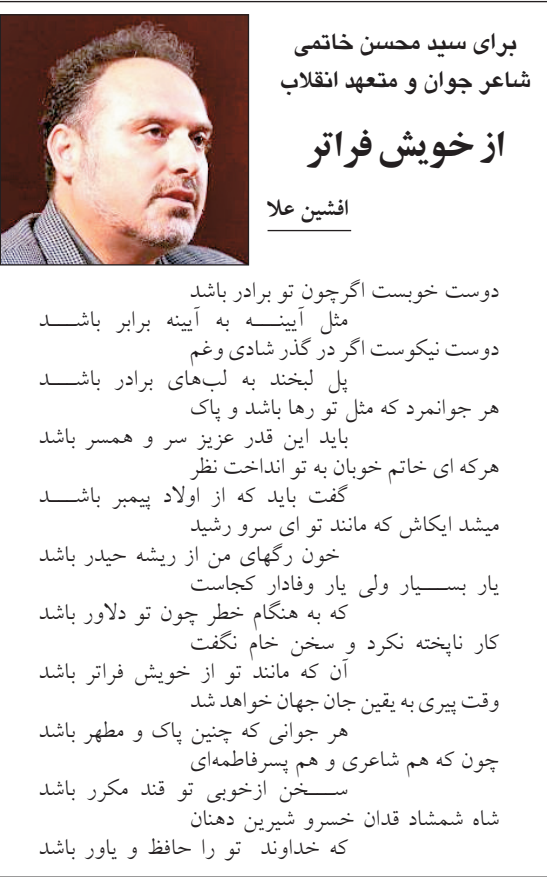 برای سید محسن خاتمی
شاعر جوان و متعهد انقلاب
از خویش فراتر
افشین علا
دوست خوبست اگرچون تو برادر باشد
مثل آیینـــه به آیینه برابر باشـــد
دوست نیکوست اگر در گذر شادی وغم
پل لبخند به لب‌های برادر باشـــد
هر جوانمرد که مثل تو رها باشد و پاک
باید این قدر عزیز سر و همسر باشد
هرکه ای خاتم خوبان به تو انداخت نظر
گفت باید که از اولاد پیمبر باشـــد
میشد ایکاش که مانند تو ای سرو رشید
خون رگهای من از ریشه حیدر باشد
یار بســـیار ولی یار وفادار کجاست
که به هنگام خطر چون تو دلاور باشد
کار ناپخته نکرد و سخن خام نگفت
آن که مانند تو از خویش فراتر باشد
وقت پیری به یقین جان جهان خواهد شد
هر جوانی که چنین پاک و مطهر باشد
چون که هم شاعری و هم پسرفاطمه‌ای
ســـخن ازخوبی تو قند مکرر باشد
شاه شمشاد قدان خسرو شیرین دهنان
که خداوند تو را حافظ و یاور باشد